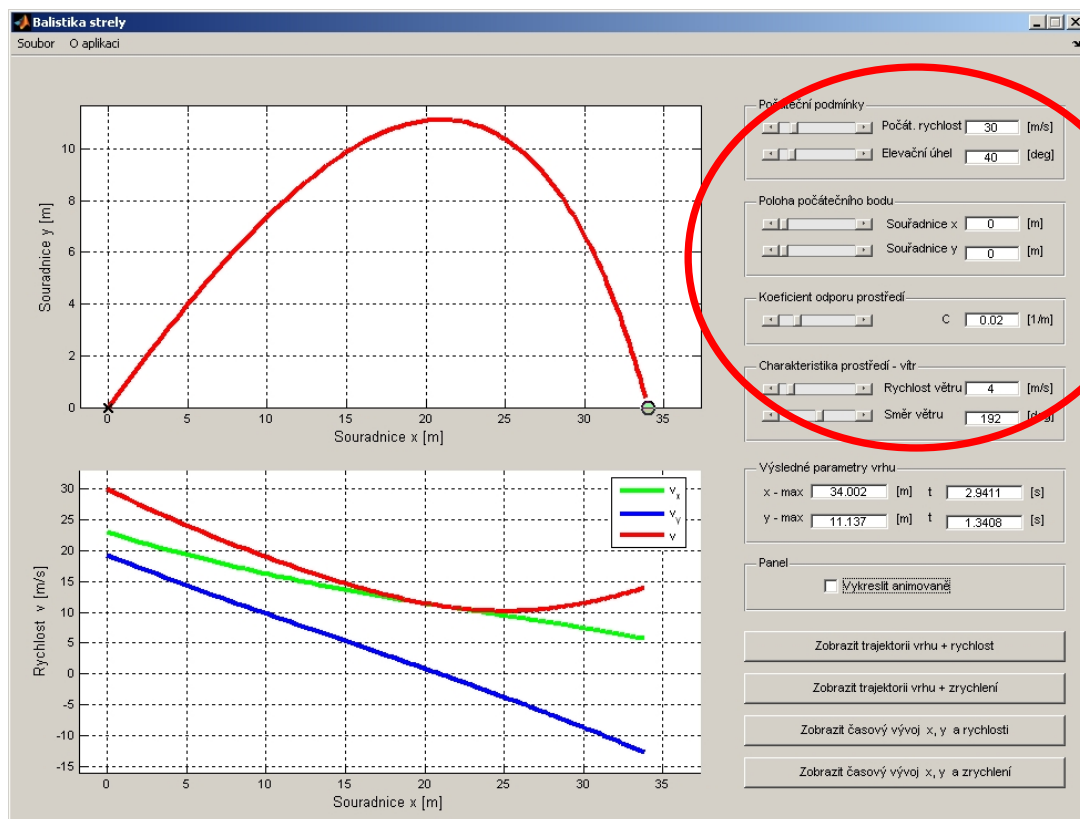 Balistika strely
Soubor O aplikaci
10
8
6
4
2
0
Souradnice y [m]
0 5 10 15 20 25 30 35
Souradnice x [m]
30
25
20
15
10
5
0
-5
-10
-15
Rychlost v [m/s]
v_x
v_y
v
0 5 10 15 20 25 30 35
Souradnice x [m]
Počáteční podmínky
Počát. rychlost 30 [m/s]
Elevační úhel 40 [deg]
Poloha počátečního bodu
Souřadnice x 0 [m]
Souřadnice y 0 [m]
Koeficient odporu prostředí
C 0.02 [1/m]
Charakteristika prostředí - vítr
Rychlost větru 4 [m/s]
Směr větru 192 [deg]
Výsledné parametry vrhu
x - max 34.002 [m] t 2.9411 [s]
y - max 11.137 [m] t 1.3408 [s]
Panel
Vykreslit animovaně
Zobrazit trajektorii vrhu + rychlost
Zobrazit trajektorii vrhu + zrychlení
Zobrazit časový vývoj x, y a rychlosti
Zobrazit časový vývoj x, y a zrychlení